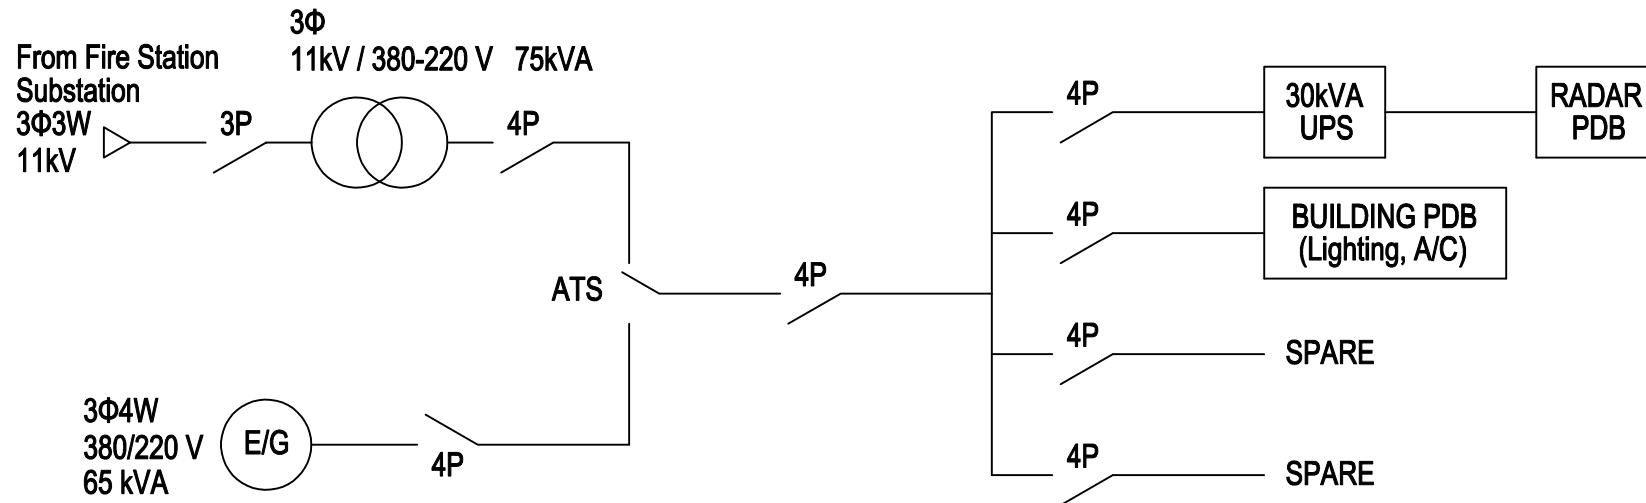 From Fire Station
Substation
3Φ3W
11kV
3P
3Φ
11kV / 380-220 V 75kVA
4P
ATS
3Φ4W
380/220 V
65 kVA
E/G
4P
4P
4P
30kVA
UPS
RADAR
PDB
4P
BUILDING PDB
(Lighting, A/C)
4P
SPARE
4P
SPARE